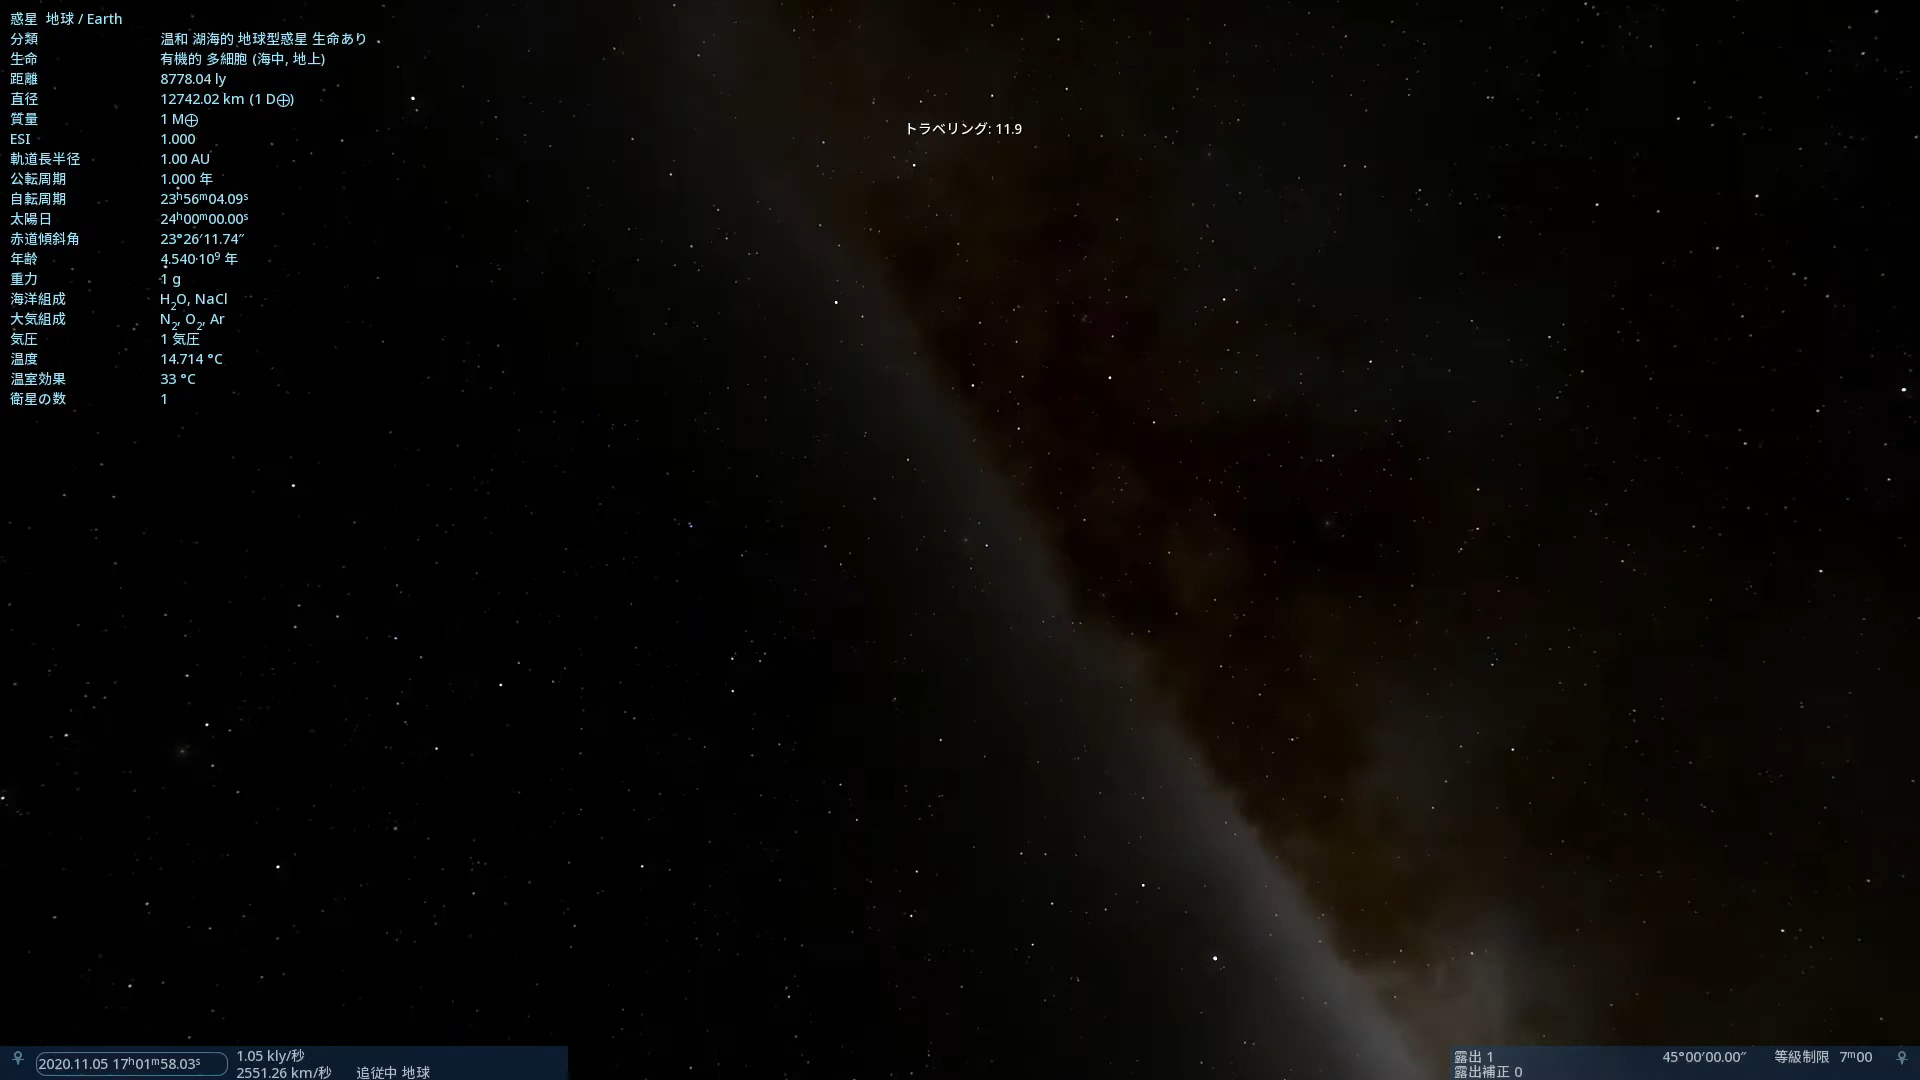 惑星 地球 / Earth
分類 温和 湖海的 地球型惑星 生命あり
生命 有機的 多細胞 (海中, 地上)
距離 8778.04 ly
直径 12742.02 km (1 D⊕)
質量 1 M⊕
ESI 1.000
軌道長半径 1.00 AU
公転周期 1.000 年
自転周期 23ʰ56ᵐ04.09ˢ
太陽日 24ʰ00ᵐ00.00ˢ
赤道傾斜角 23°26′11.74″
年齢 4.540·10⁹ 年
重力 1 g
海洋組成 H₂O, NaCl
大気組成 N₂, O₂, Ar
気圧 1 気圧
温度 14.714 °C
温室効果 33 °C
衛星の数 1
トラベリング: 11.9
2020.11.05 17ʰ01ᵐ58.03ˢ
1.05 kly/秒
2551.26 km/秒 追従中 地球
露出 1 45°00′00.00″ 等級制限 7ᵐ00
露出補正 0